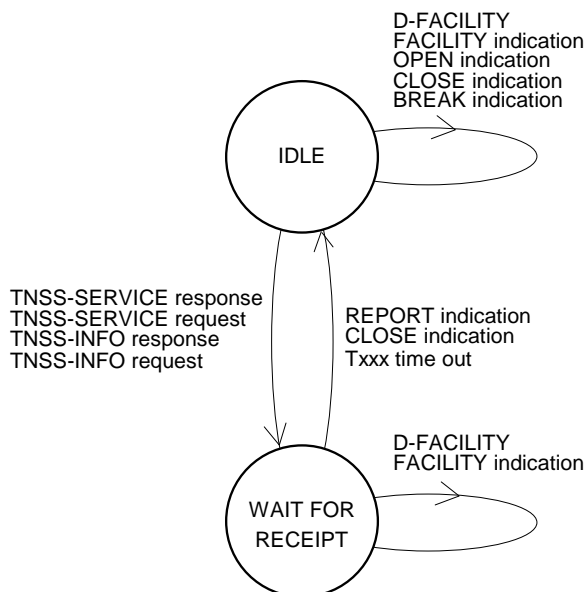 D-FACILITY
FACILITY indication
OPEN indication
CLOSE indication
BREAK indication
IDLE
TNSS-SERVICE response
TNSS-SERVICE request
TNSS-INFO response
TNSS-INFO request
REPORT indication
CLOSE indication
Txxx time out
D-FACILITY
FACILITY indication
WAIT FOR
RECEIPT